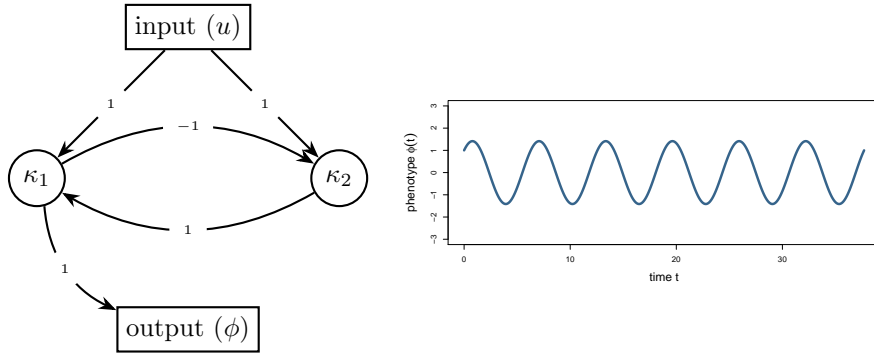 input (u)
1
1
−1
κ₁
κ₂
1
1
output (ϕ)
phenotype ϕ(t)
3
2
1
0
−1
−2
−3
0
10
20
30
time t